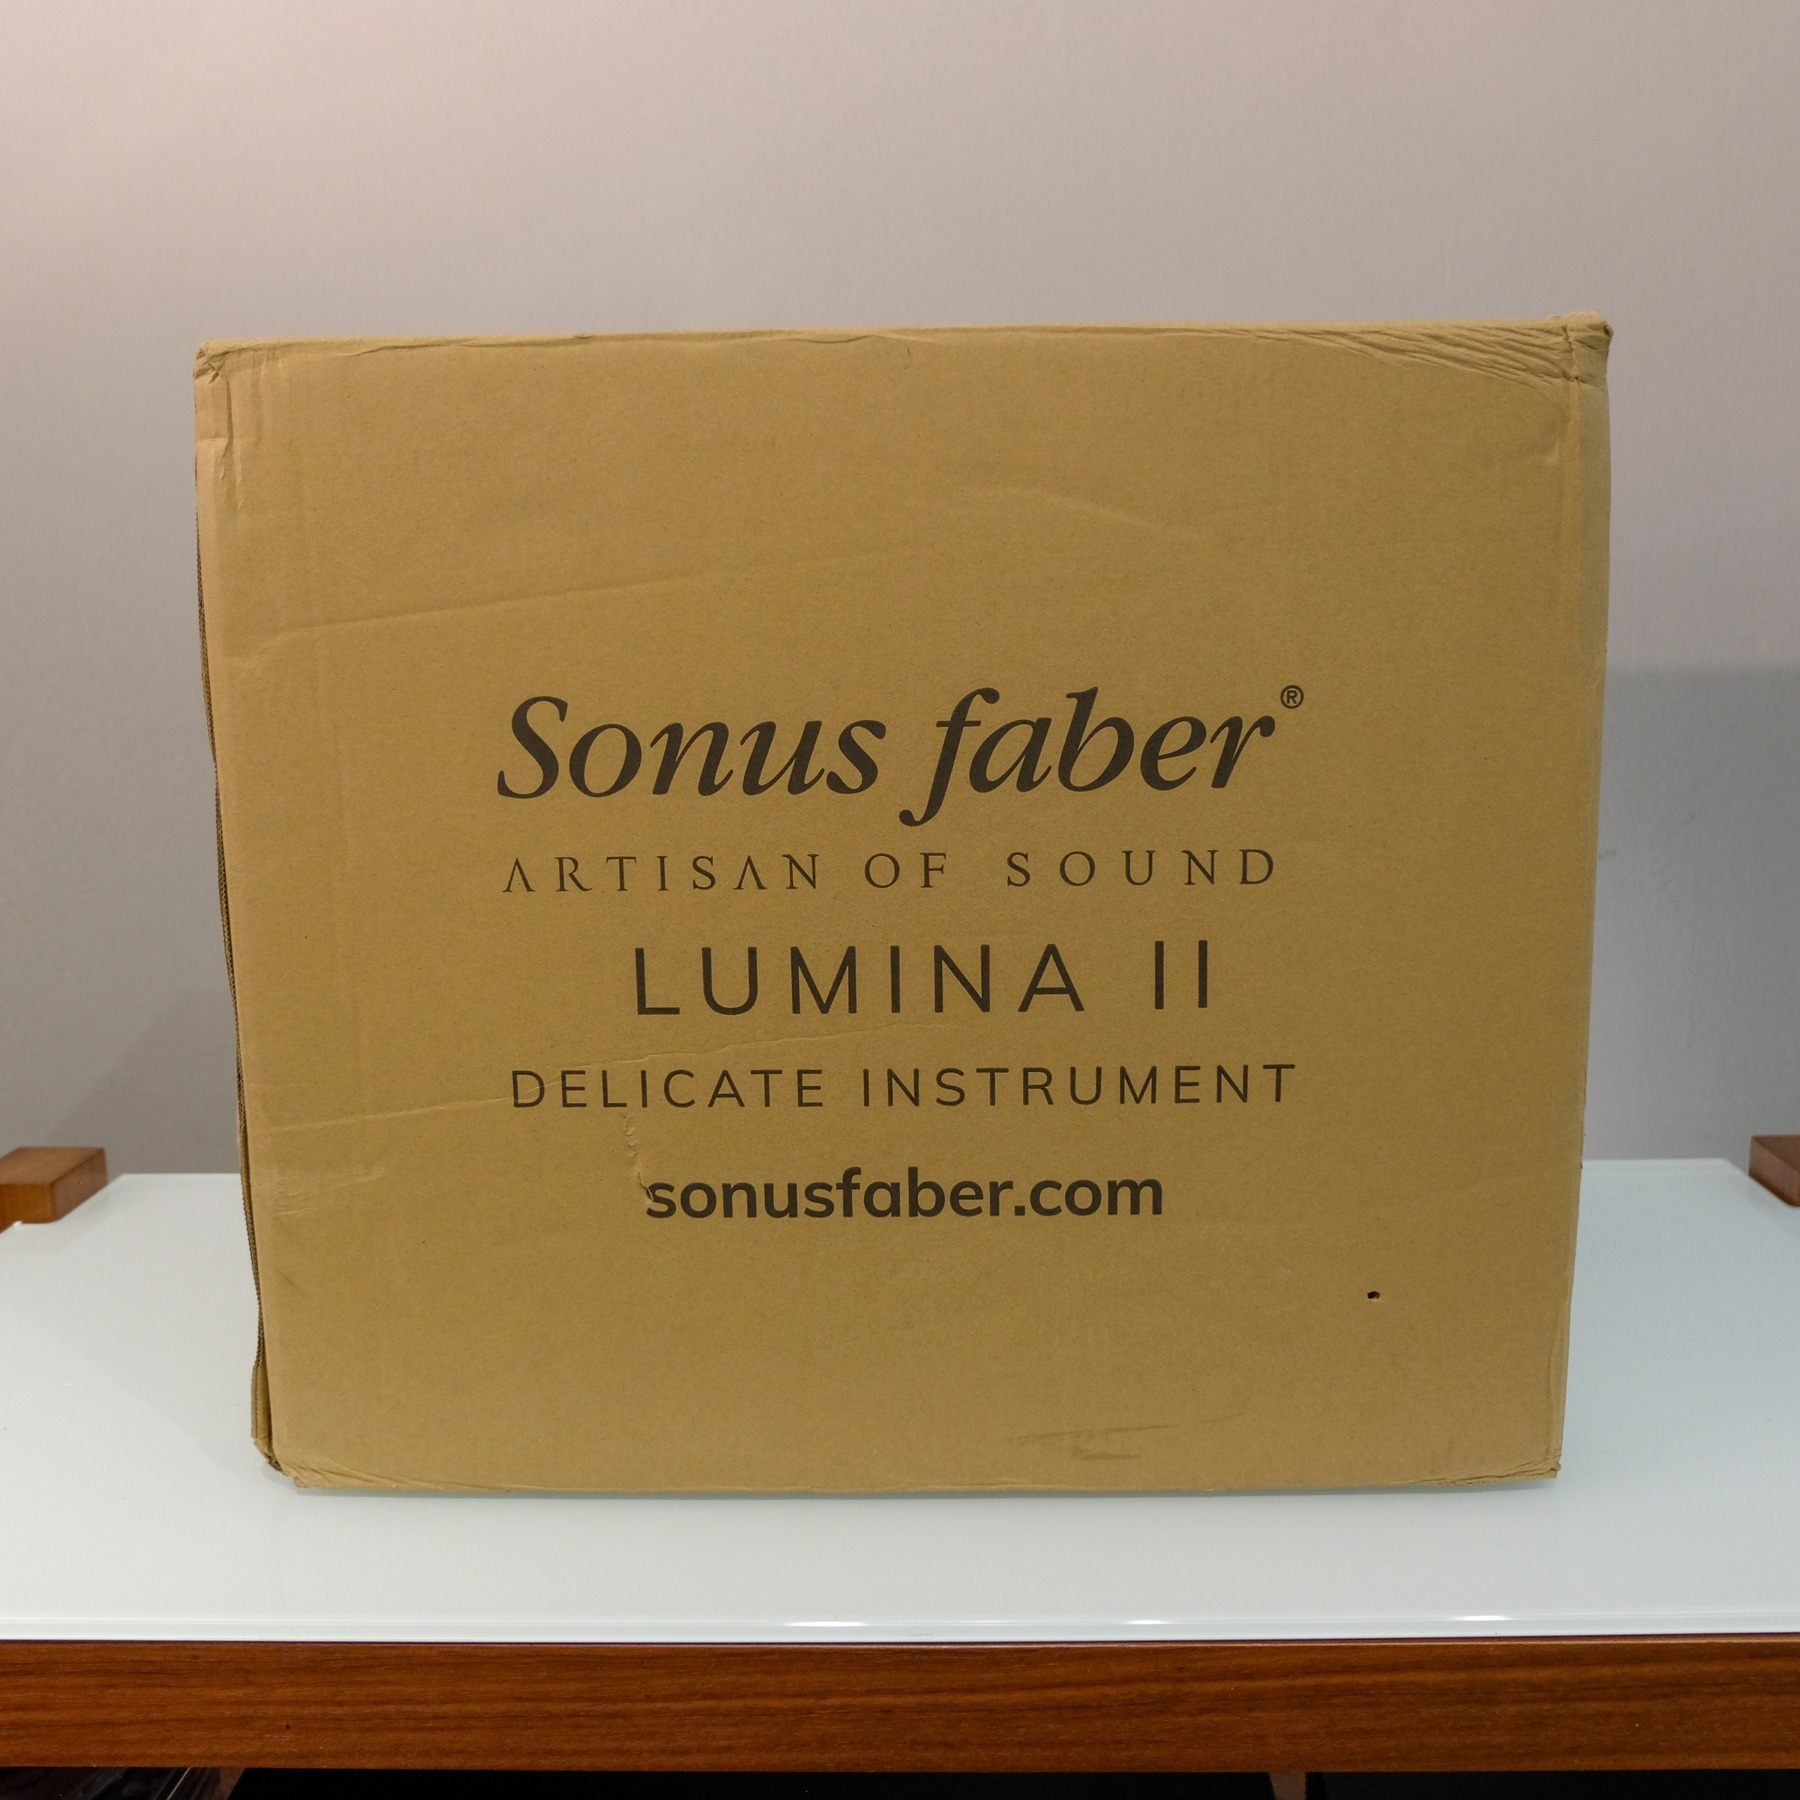 Sonus faber®
ARTISAN OF SOUND
LUMINA II
DELICATE INSTRUMENT
sonusfaber.com